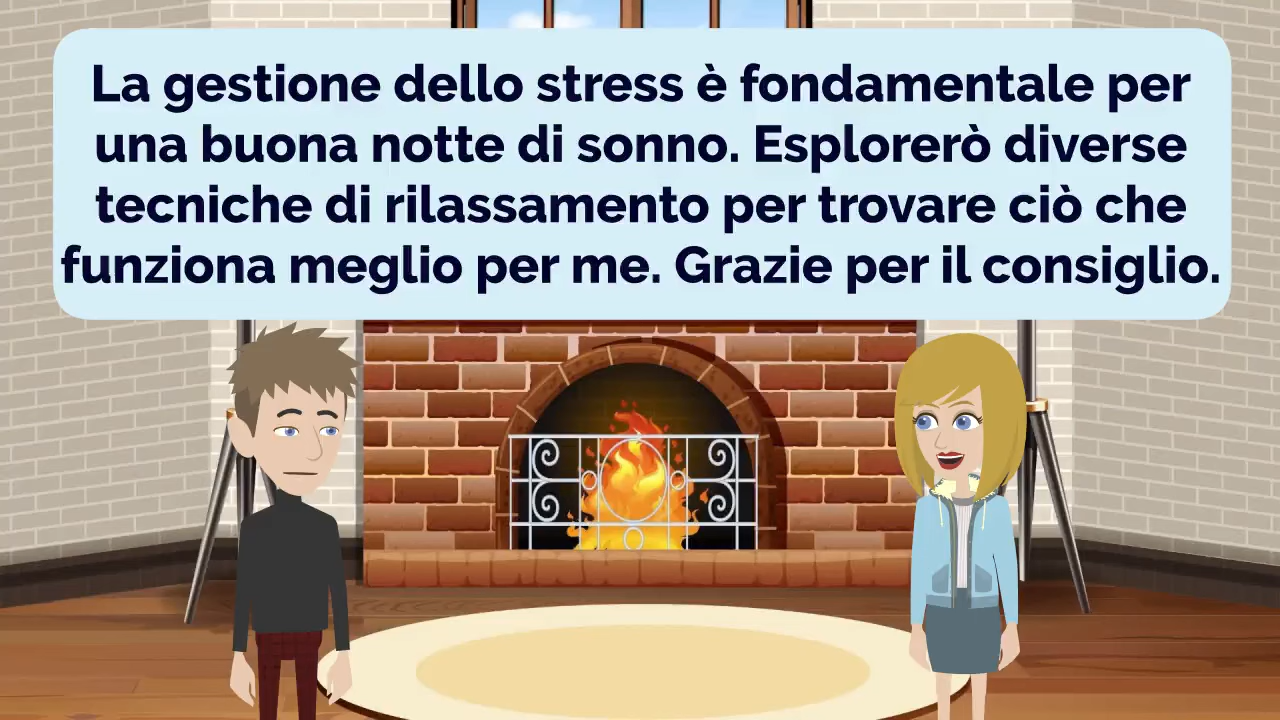 La gestione dello stress è fondamentale per
una buona notte di sonno. Esplorerò diverse
tecniche di rilassamento per trovare ciò che
funziona meglio per me. Grazie per il consiglio.